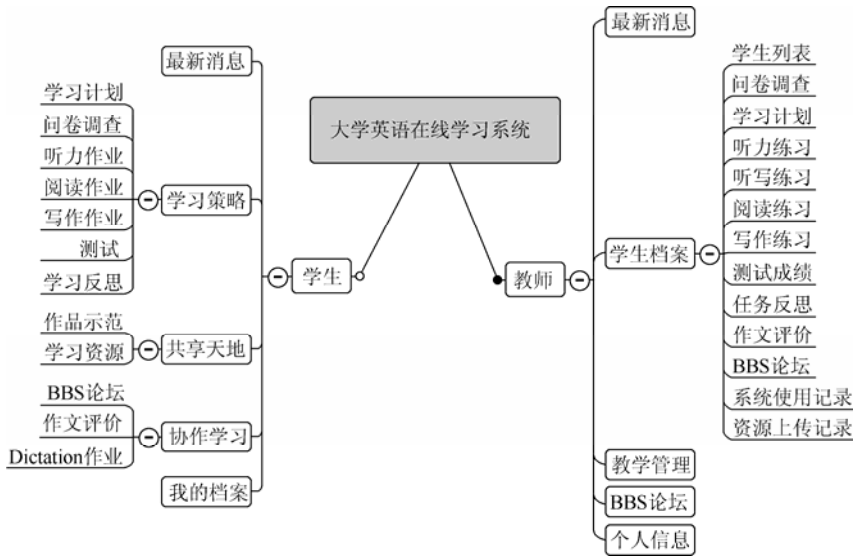 大学英语在线学习系统
学生
最新消息
学习策略
学习计划
问卷调查
听力作业
阅读作业
写作作业
测试
学习反思
共享天地
作品示范
学习资源
协作学习
BBS论坛
作文评价
Dictation作业
我的档案
教师
最新消息
学生档案
学生列表
问卷调查
学习计划
听力练习
听写练习
阅读练习
写作练习
测试成绩
任务反思
作文评价
BBS论坛
系统使用记录
资源上传记录
教学管理
BBS论坛
个人信息